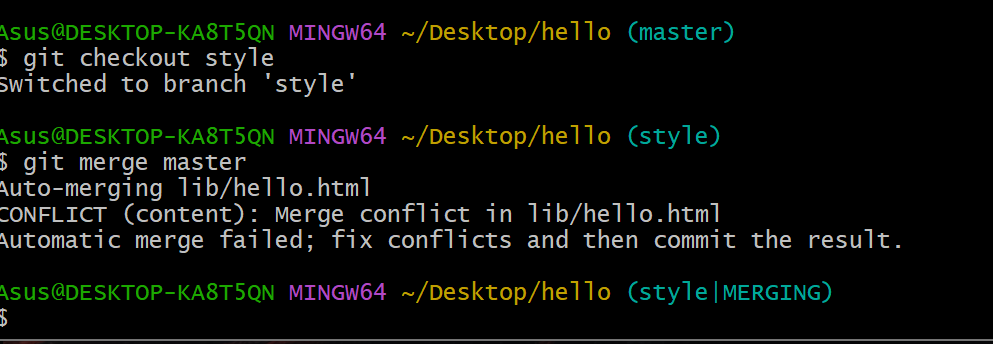 Asus@DESKTOP-KA8T5QN MINGW64 ~/Desktop/hello (master)
$ git checkout style
Switched to branch 'style'
Asus@DESKTOP-KA8T5QN MINGW64 ~/Desktop/hello (style)
$ git merge master
Auto-merging lib/hello.html
CONFLICT (content): Merge conflict in lib/hello.html
Automatic merge failed; fix conflicts and then commit the result.
Asus@DESKTOP-KA8T5QN MINGW64 ~/Desktop/hello (style|MERGING)
$